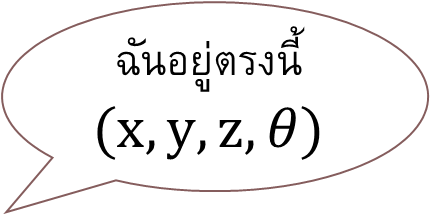 ฉันอยู่ตรงนี้
(x, y, z, θ)